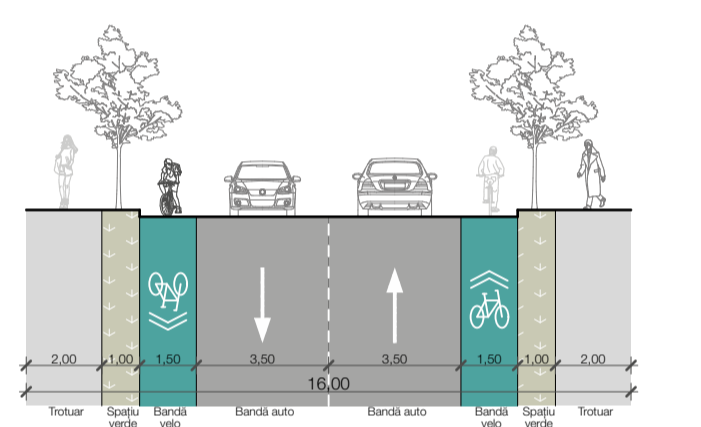 2,00 1,00 1,50 3,50 3,50 1,50 1,00 2,00
16,00
Trotuar Spațiu verde Bandă velo Bandă auto Bandă auto Bandă velo Spațiu verde Trotuar